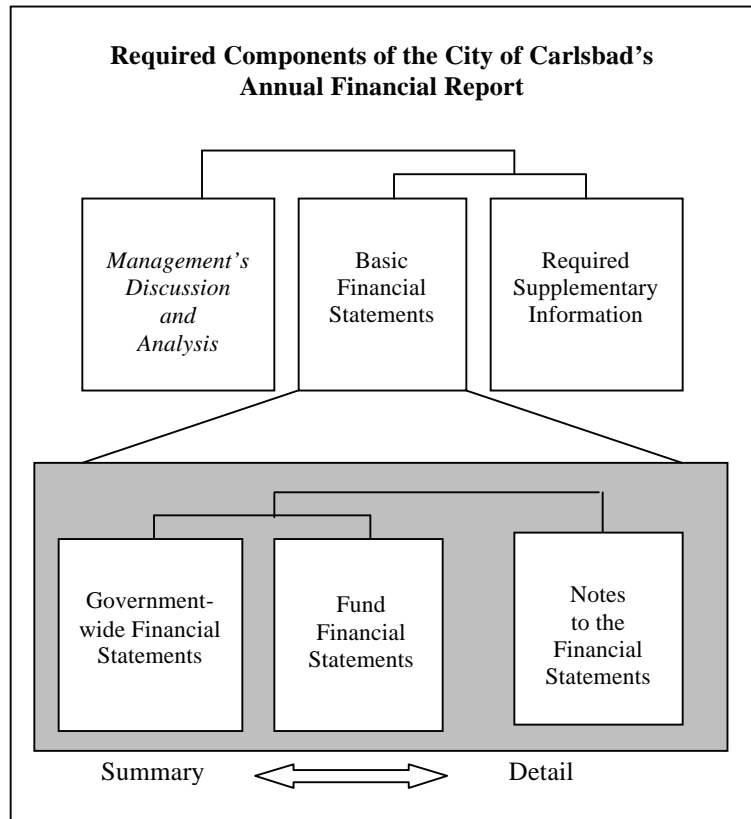 Required Components of the City of Carlsbad's
Annual Financial Report
Management's
Discussion
and
Analysis
Basic
Financial
Statements
Required
Supplementary
Information
Government-
wide Financial
Statements
Fund
Financial
Statements
Notes
to the
Financial
Statements
Summary
Detail